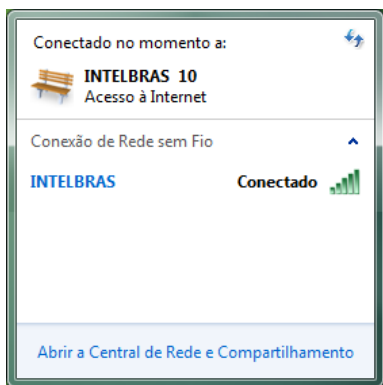 Conectado no momento a:
INTELBRAS 10
Acesso à Internet
Conexão de Rede sem Fio
INTELBRAS Conectado
Abrir a Central de Rede e Compartilhamento